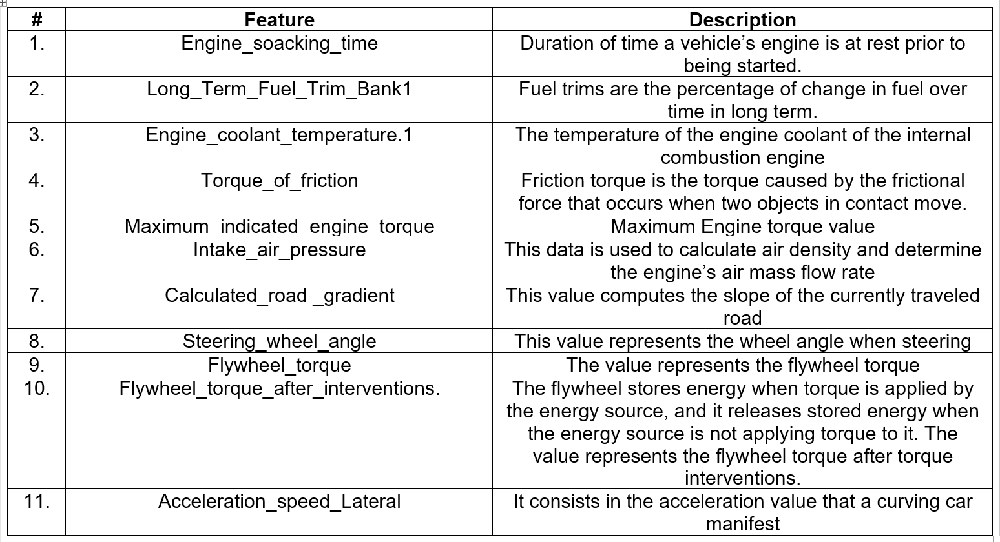 # Feature Description
1. Engine_soacking_time Duration of time a vehicle’s engine is at rest prior to
being started.
2. Long_Term_Fuel_Trim_Bank1 Fuel trims are the percentage of change in fuel over
time in long term.
3. Engine_coolant_temperature.1 The temperature of the engine coolant of the internal
combustion engine
4. Torque_of_friction Friction torque is the torque caused by the frictional
force that occurs when two objects in contact move.
5. Maximum_indicated_engine_torque Maximum Engine torque value
6. Intake_air_pressure This data is used to calculate air density and determine
the engine’s air mass flow rate
7. Calculated_road _gradient This value computes the slope of the currently traveled
road
8. Steering_wheel_angle This value represents the wheel angle when steering
9. Flywheel_torque The value represents the flywheel torque
10. Flywheel_torque_after_interventions. The flywheel stores energy when torque is applied by
the energy source, and it releases stored energy when
the energy source is not applying torque to it. The
value represents the flywheel torque after torque
interventions.
11. Acceleration_speed_Lateral It consists in the acceleration value that a curving car
manifest